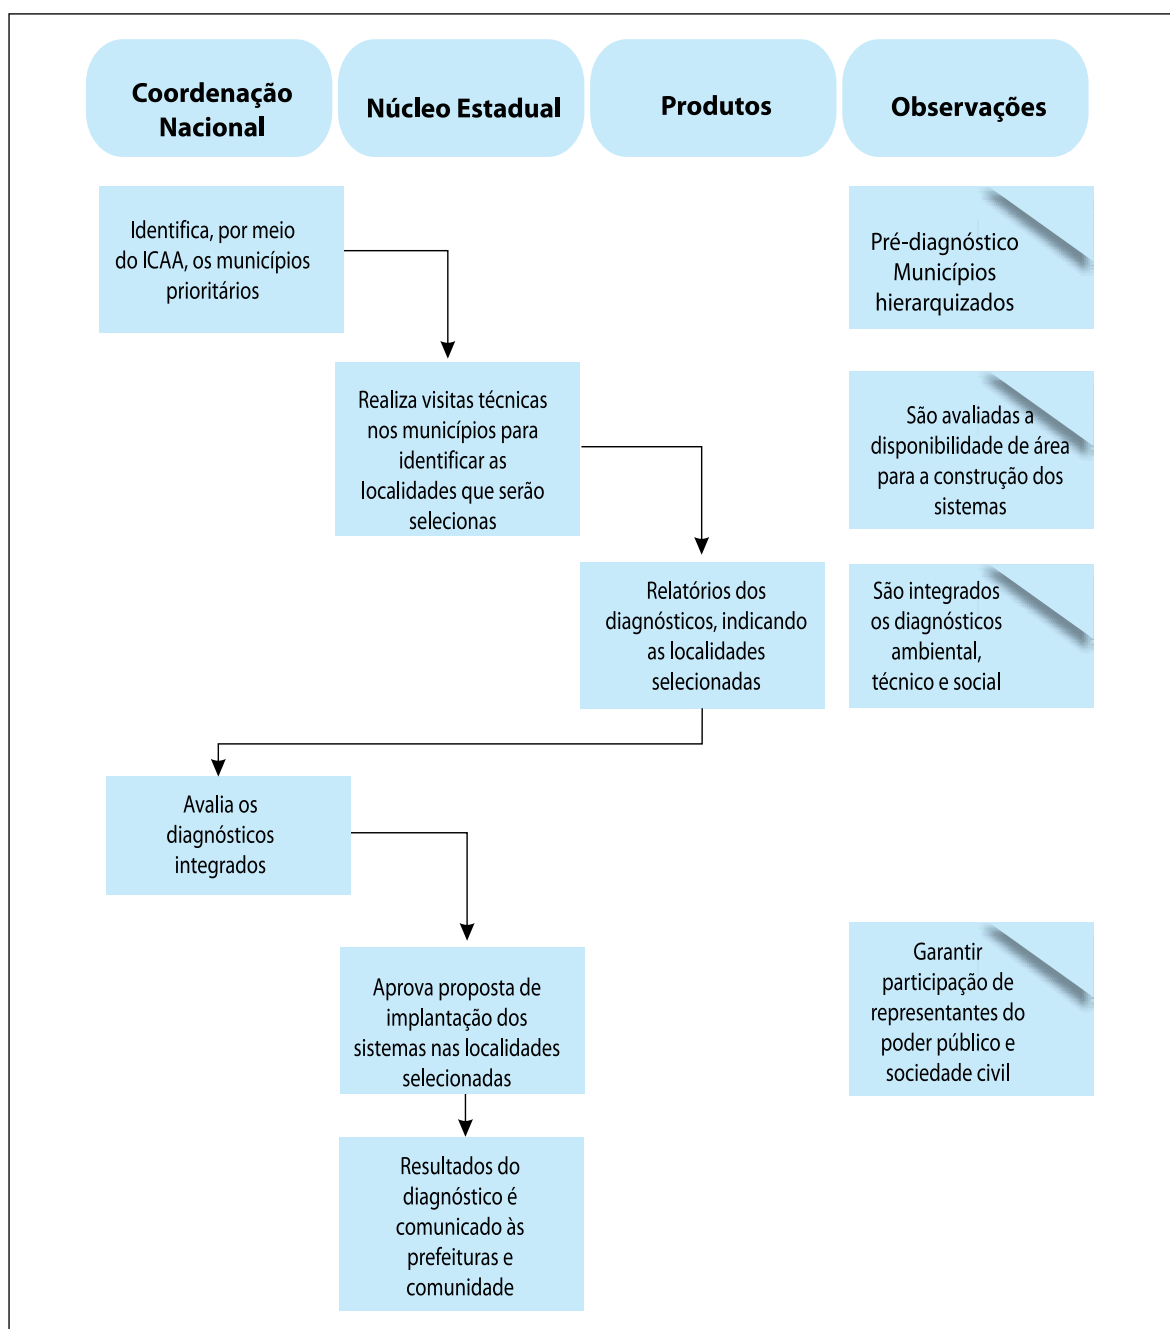 Coordenação
Nacional
Núcleo Estadual
Produtos
Observações
Identifica, por meio
do ICAA, os municípios
prioritários
Pré-diagnóstico
Municípios
hierarquizados
Realiza visitas técnicas
nos municípios para
identificar as
localidades que serão
selecionas
São avaliadas a
disponibilidade de área
para a construção dos
sistemas
Relatórios dos
diagnósticos, indicando
as localidades
selecionadas
São integrados
os diagnósticos
ambiental,
técnico e social
Avalia os
diagnósticos
integrados
Aprova proposta de
implantação dos
sistemas nas localidades
selecionadas
Garantir
participação de
representantes do
poder público e
sociedade civil
Resultados do
diagnóstico é
comunicado às
prefeituras e
comunidade